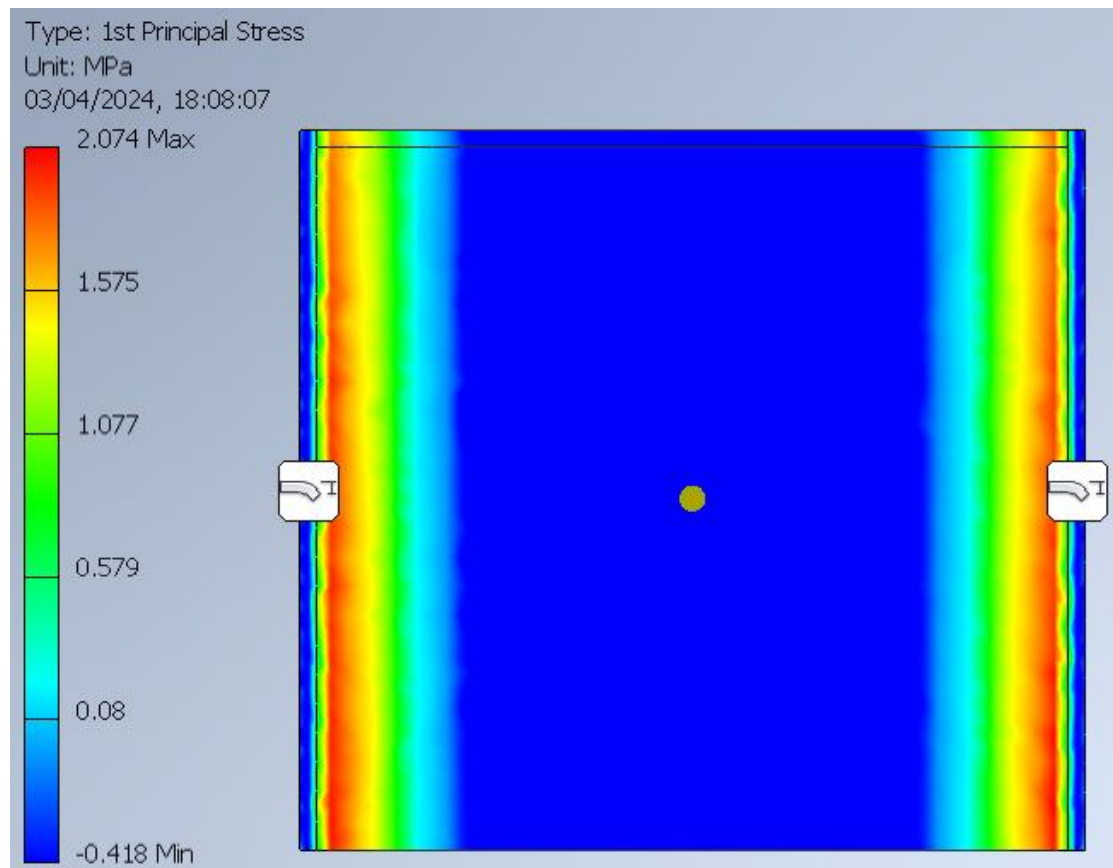 Type: 1st Principal Stress
Unit: MPa
03/04/2024, 18:08:07
2.074 Max
1.575
1.077
0.579
0.08
-0.418 Min